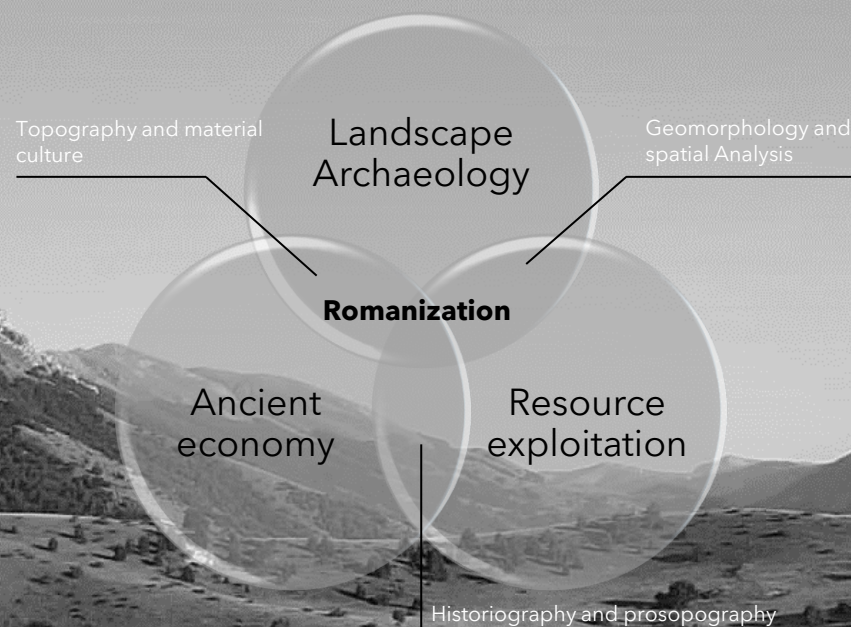 Topography and material
culture
Landscape
Archaeology
Geomorphology and
spatial Analysis
Romanization
Ancient
economy
Resource
exploitation
Historiography and prosopography